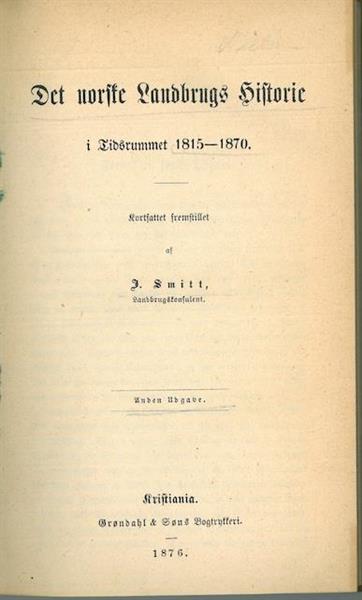 Det norske Landbrugs Historie
i Tidsrummet 1815—1870.
Kortfattet fremstillet
af
J. Smitt,
Landbrugskonsulent.
Anden Udgave.
Kristiania.
Grøndahl & Søns Bogtrykkeri.
1876.